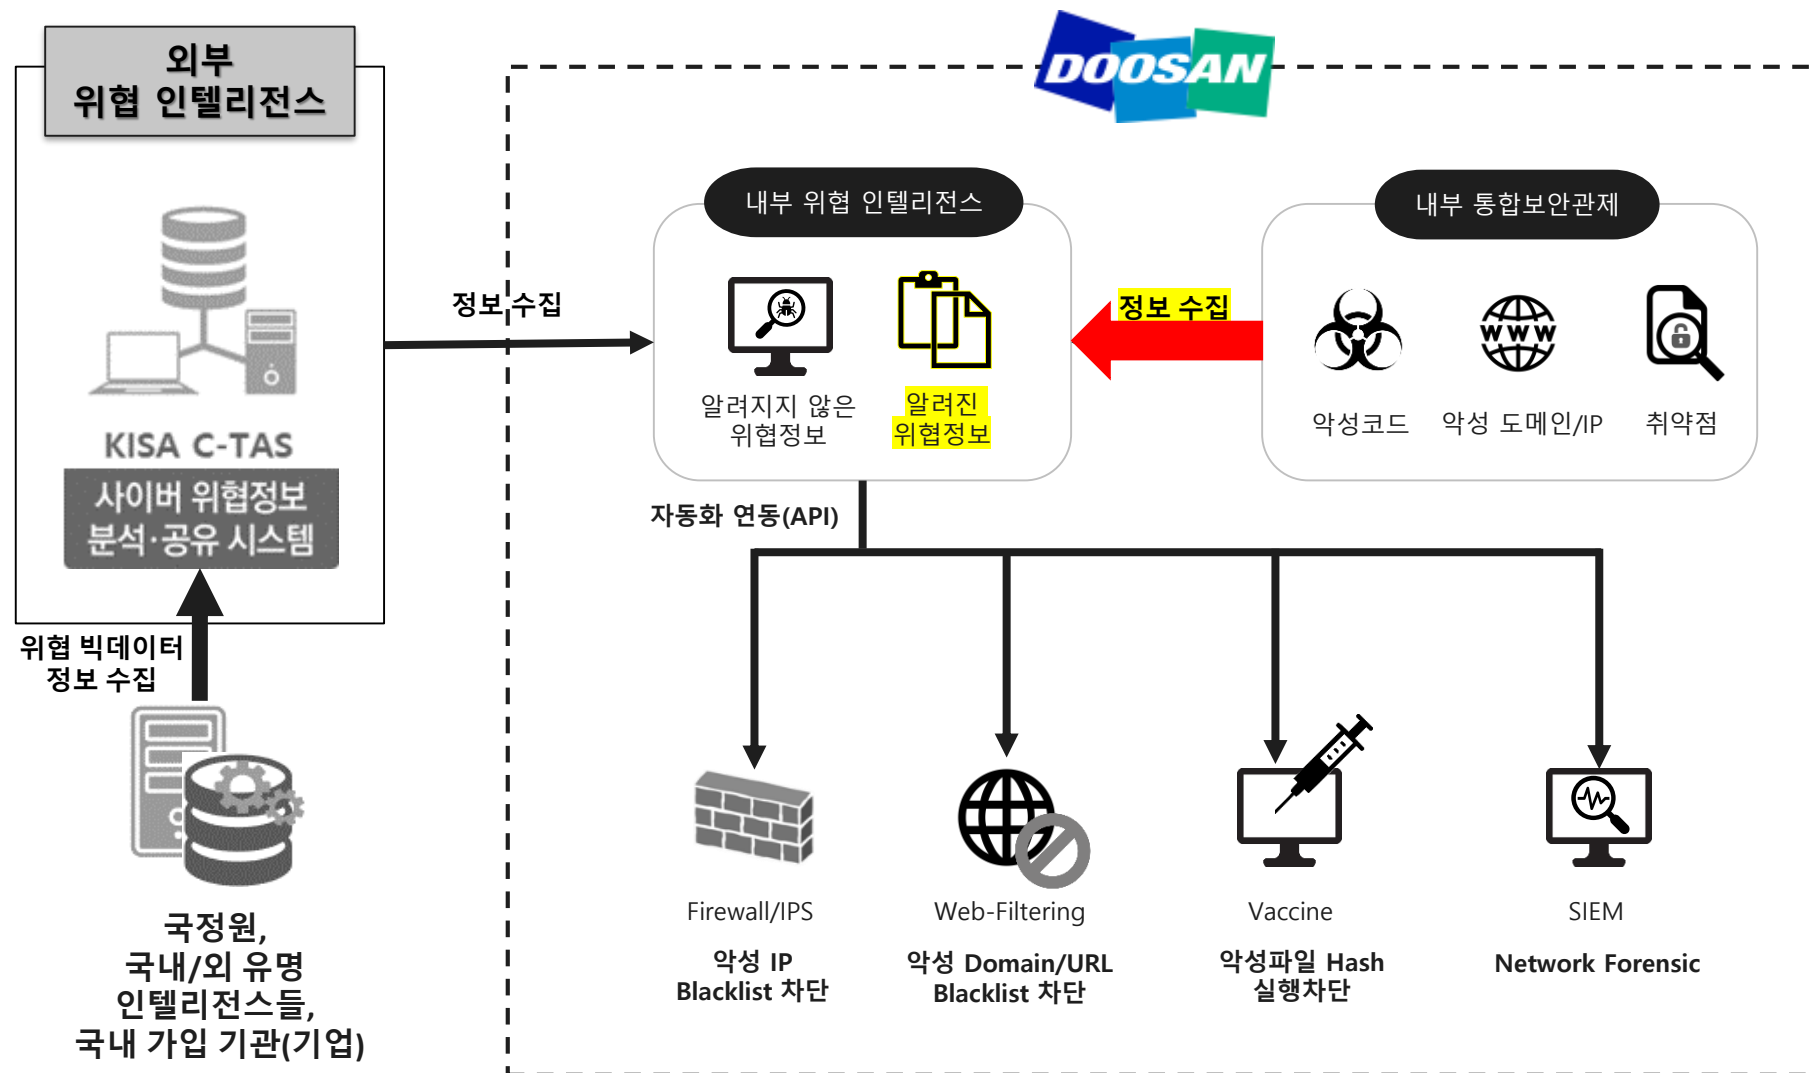 외부
위협 인텔리전스
KISA C-TAS
사이버 위협정보
분석·공유 시스템
위협 빅데이터
정보 수집
국정원,
국내/외 유명
인텔리전스들,
국내 가입 기관(기업)
정보 수집
DOOSAN
내부 위협 인텔리전스
알려지지 않은
위협정보
알려진
위협정보
정보 수집
내부 통합보안관제
WWW
악성코드
악성 도메인/IP
취약점
자동화 연동(API)
Firewall/IPS
악성 IP
Blacklist 차단
Web-Filtering
악성 Domain/URL
Blacklist 차단
Vaccine
악성파일 Hash
실행차단
SIEM
Network Forensic